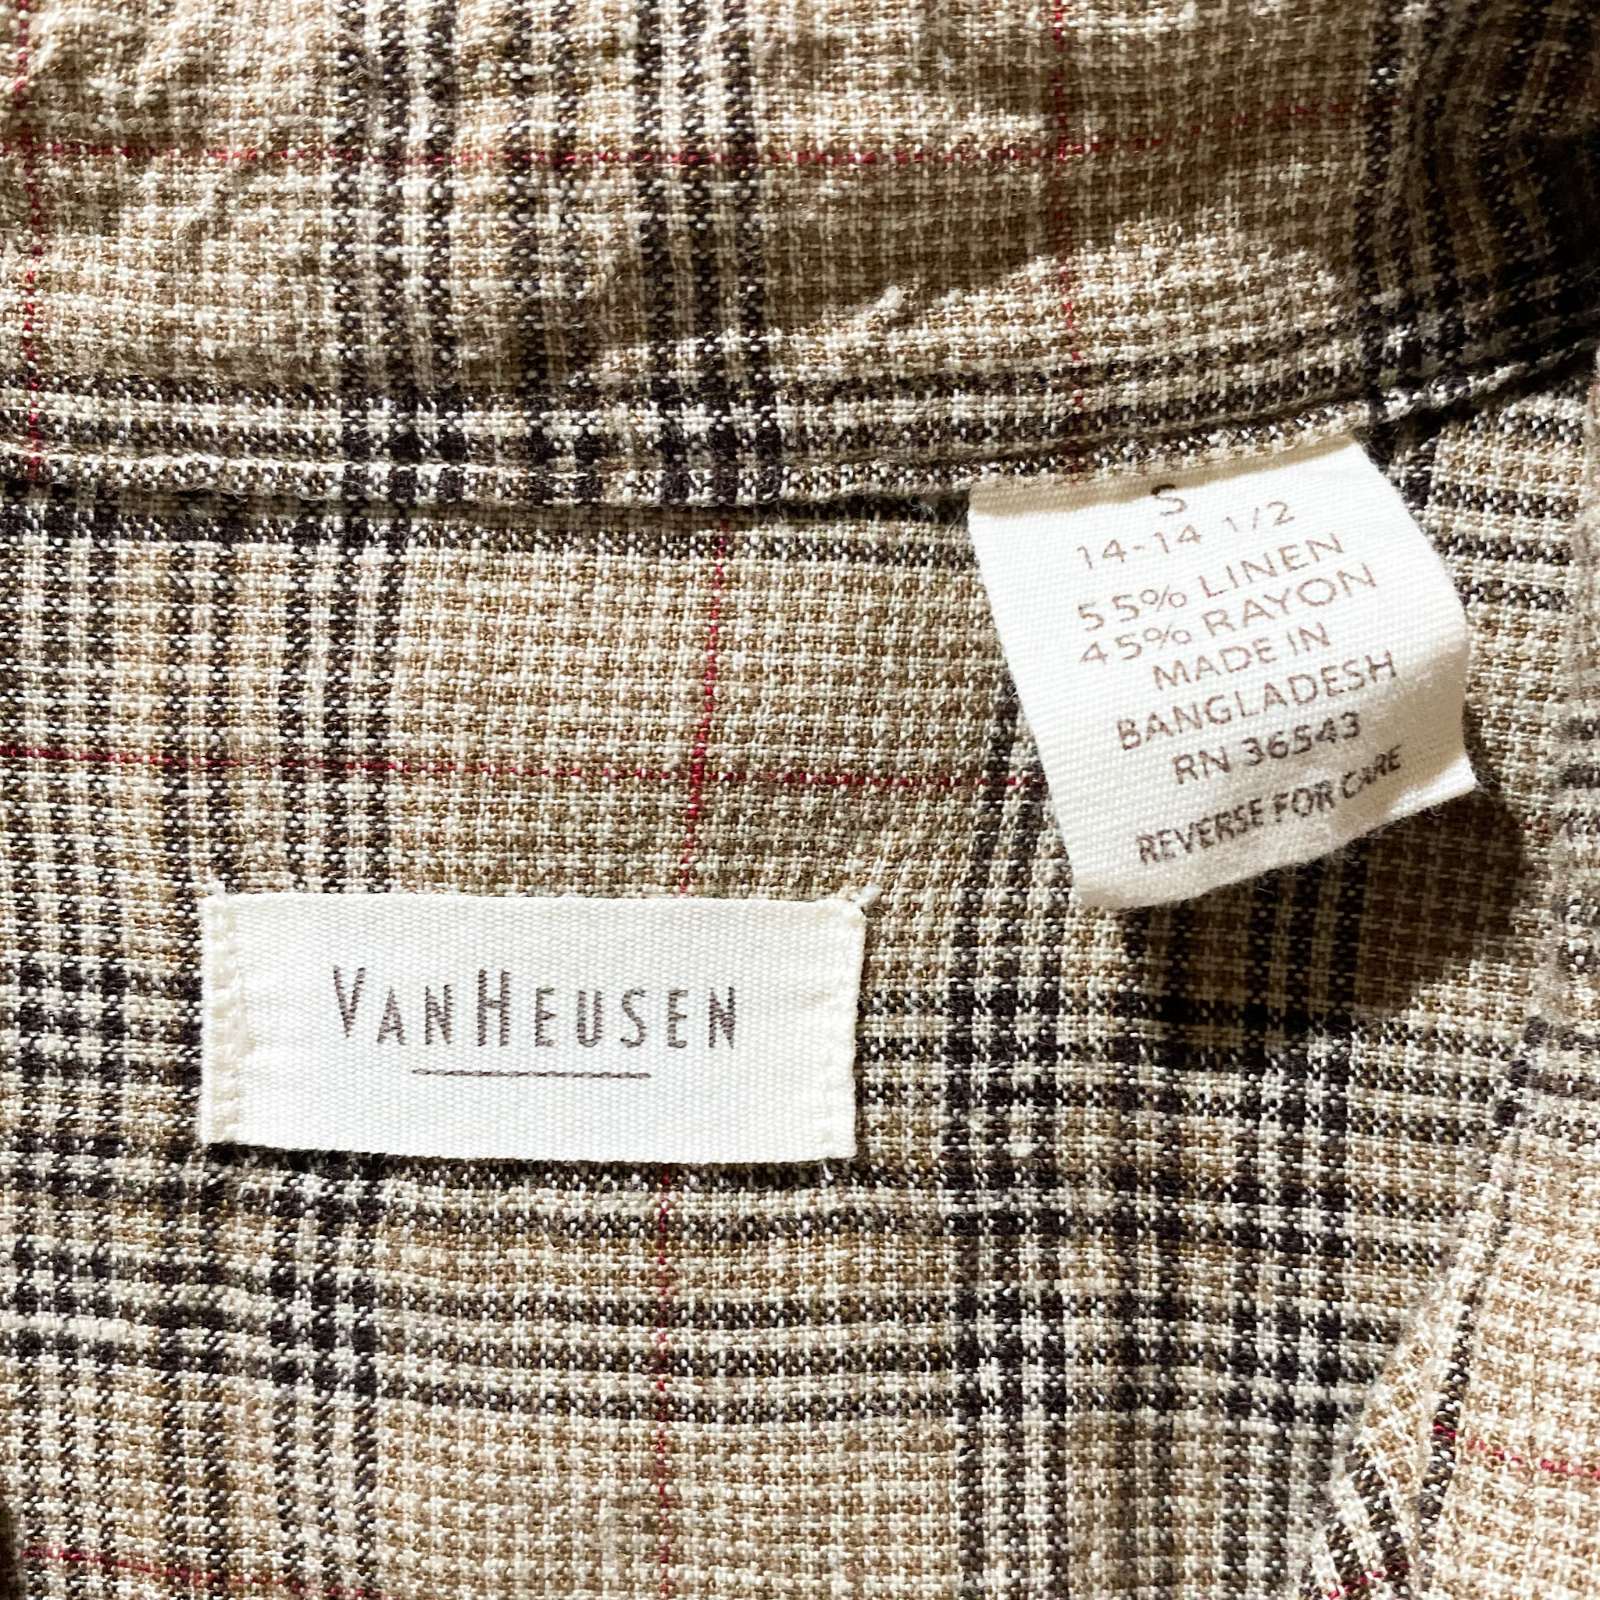 S
14-14 1/2
55% LINEN
45% RAYON
MADE IN
BANGLADESH
RN 36543
REVERSE FOR CARE
VANHEUSEN